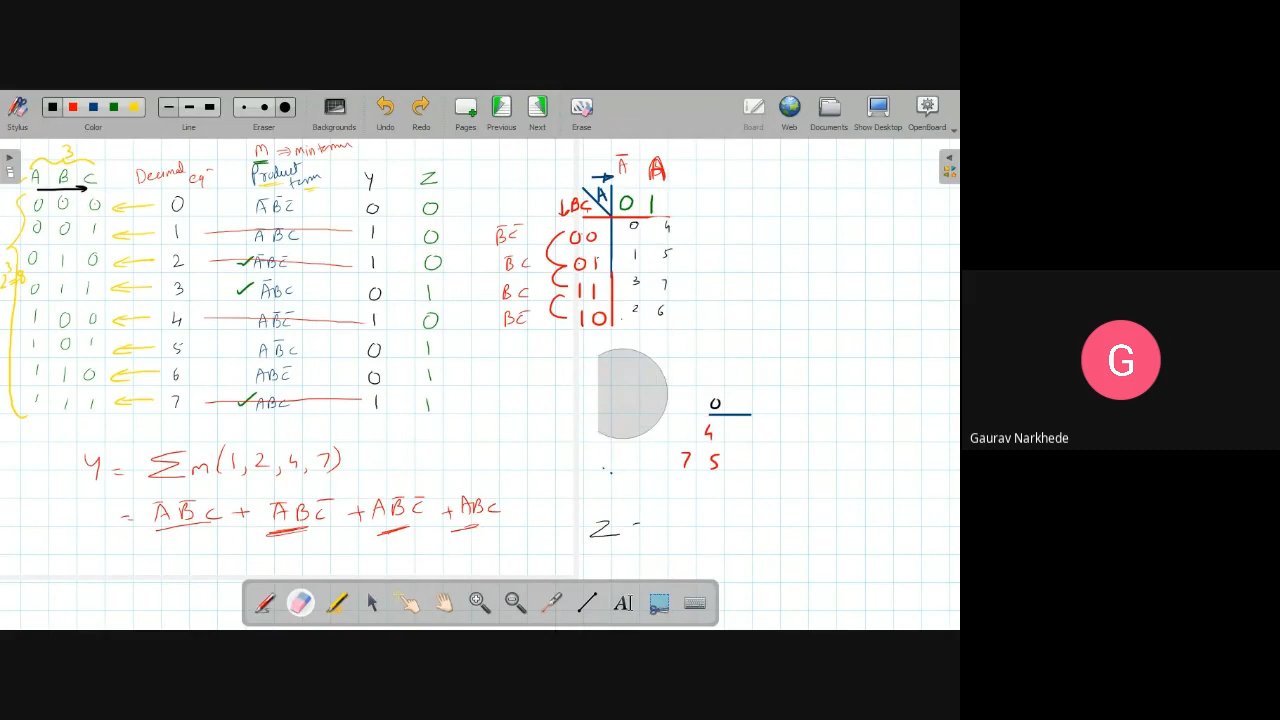 Stylus Color Line Eraser Backgrounds Undo Redo Pages Previous Next Erase Board Web Documents Show Desktop OpenBoard
3
M ⇒ minterms
A B C Decimal eqⁿ Product term Y Z
0 0 0 ← 0 A̅B̅C̅ 0 0
0 0 1 ← 1 A̅B̅C 1 0
0 1 0 ← 2 A̅BC̅ 1 0
0 1 1 ← 3 A̅BC 0 1
1 0 0 ← 4 AB̅C̅ 1 0
1 0 1 ← 5 AB̅C 0 1
1 1 0 ← 6 ABC̅ 0 1
1 1 1 ← 7 ABC 1 1
2³=8
Y = Σm(1, 2, 4, 7)
= A̅B̅C + A̅BC̅ + AB̅C̅ + ABC
A̅ A
→ A
↓BC 0 1
B̅C̅ 00 0 4
B̅C 01 1 5
BC 11 3 7
BC̅ 10 2 6
0
4
7 5
Z -
G
Gaurav Narkhede